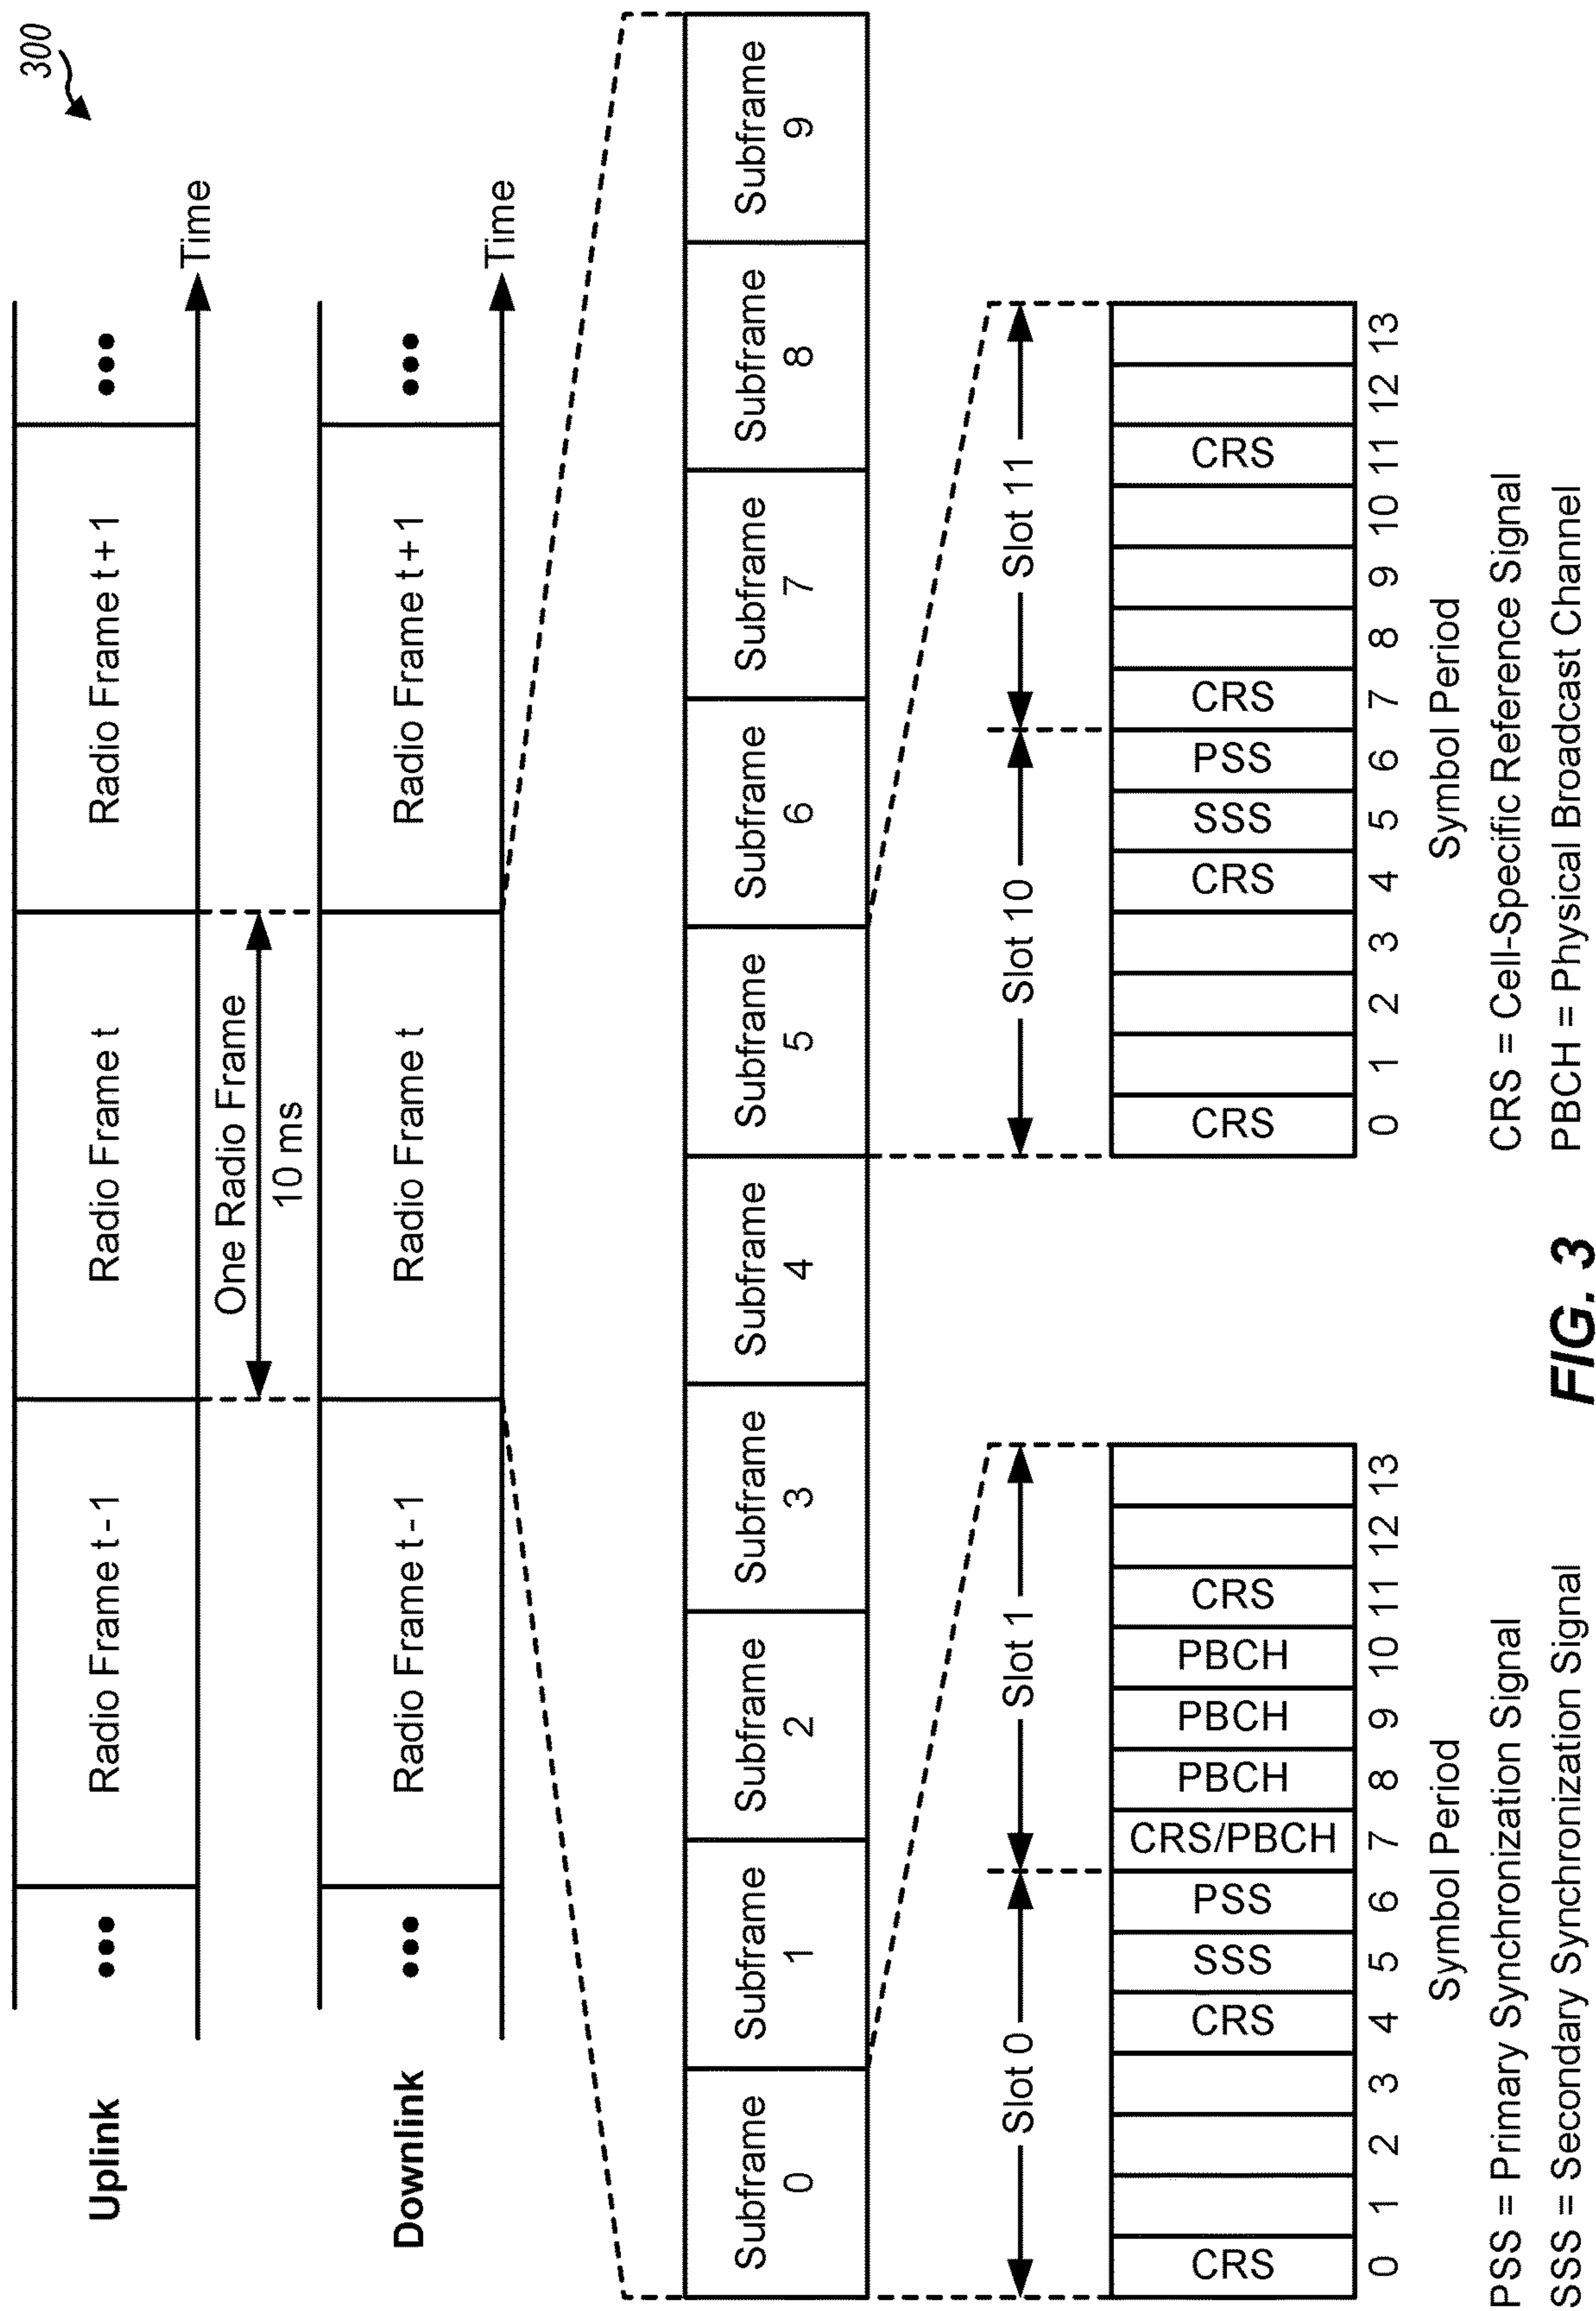 300
Uplink
••• Radio Frame t - 1 Radio Frame t Radio Frame t + 1 •••
Time
One Radio Frame
10 ms
Downlink
••• Radio Frame t - 1 Radio Frame t Radio Frame t + 1 •••
Time
Subframe Subframe Subframe Subframe Subframe Subframe Subframe Subframe Subframe Subframe
0 1 2 3 4 5 6 7 8 9
Slot 0 Slot 1 Slot 10 Slot 11
CRS CRS SSS PSS CRS/PBCH PBCH PBCH PBCH CRS
0 1 2 3 4 5 6 7 8 9 10 11 12 13
Symbol Period
CRS CRS SSS PSS CRS CRS
0 1 2 3 4 5 6 7 8 9 10 11 12 13
Symbol Period
PSS = Primary Synchronization Signal
SSS = Secondary Synchronization Signal
CRS = Cell-Specific Reference Signal
PBCH = Physical Broadcast Channel
FIG. 3